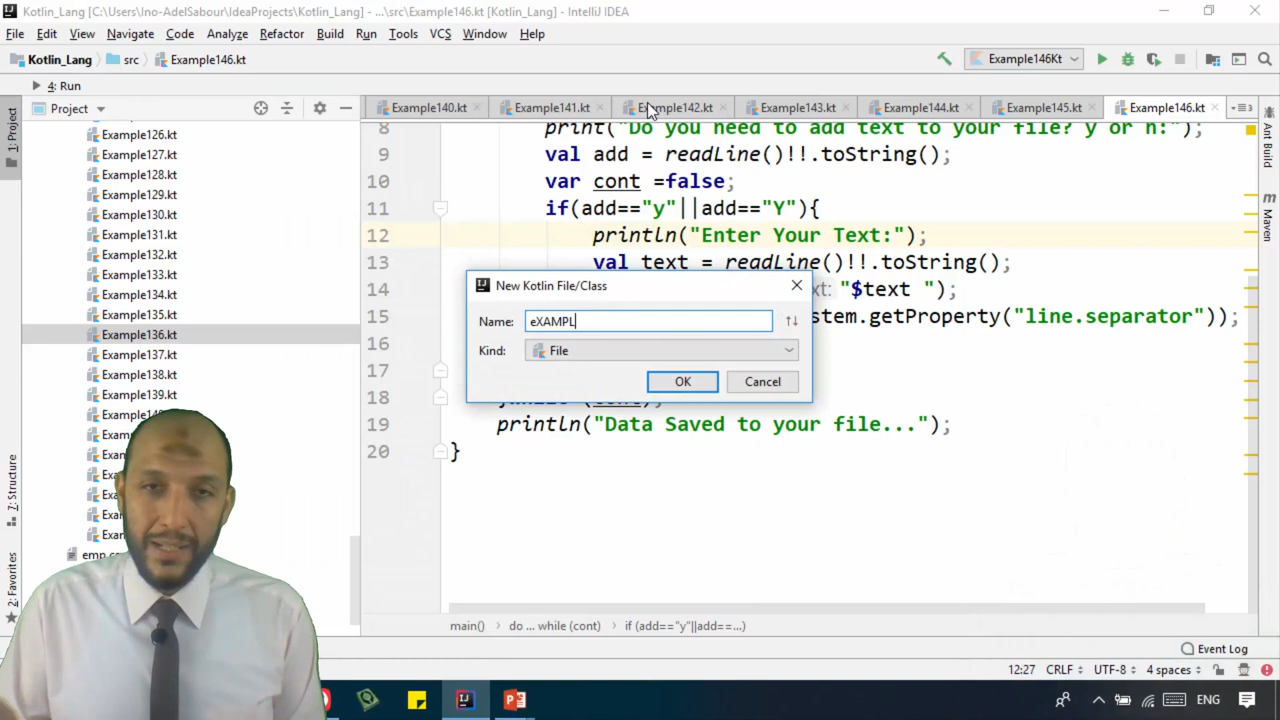 Kotlin_Lang [C:\Users\Ino-AdelSabour\IdeaProjects\Kotlin_Lang] - ...\src\Example146.kt [Kotlin_Lang] - IntelliJ IDEA
File Edit View Navigate Code Analyze Refactor Build Run Tools VCS Window Help
Kotlin_Lang src Example146.kt Example146Kt
4: Run
Project Example140.kt Example141.kt Example142.kt Example143.kt Example144.kt Example145.kt Example146.kt
1: Project
Z: Structure
2: Favorites
Ant Build
Maven
Example126.kt
Example127.kt
Example128.kt
Example129.kt
Example130.kt
Example131.kt
Example132.kt
Example133.kt
Example134.kt
Example135.kt
Example136.kt
Example137.kt
Example138.kt
Example139.kt
8 print("Do you need to add text to your file? y or n:");
9 val add = readLine()!!.toString();
10 var cont =false;
11 if(add=="y"||add=="Y"){
12 println("Enter Your Text:");
13 val text = readLine()!!.toString();
14 "$text ");
15 stem.getProperty("line.separator"));
16
17
18
19 println("Data Saved to your file...");
20 }
New Kotlin File/Class
Name: eXAMPL
Kind: File
OK Cancel
main() › do ... while (cont) › if (add=="y"||add==...)
Event Log
12:27 CRLF UTF-8 4 spaces
ENG